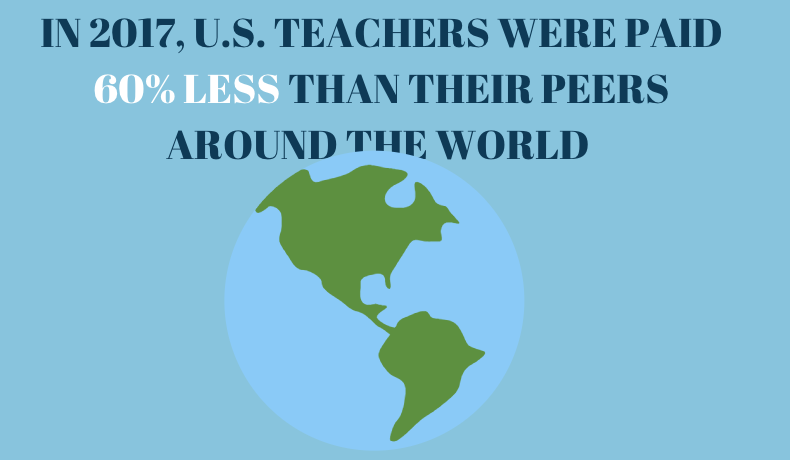 IN 2017, U.S. TEACHERS WERE PAID
60% LESS THAN THEIR PEERS
AROUND THE WORLD